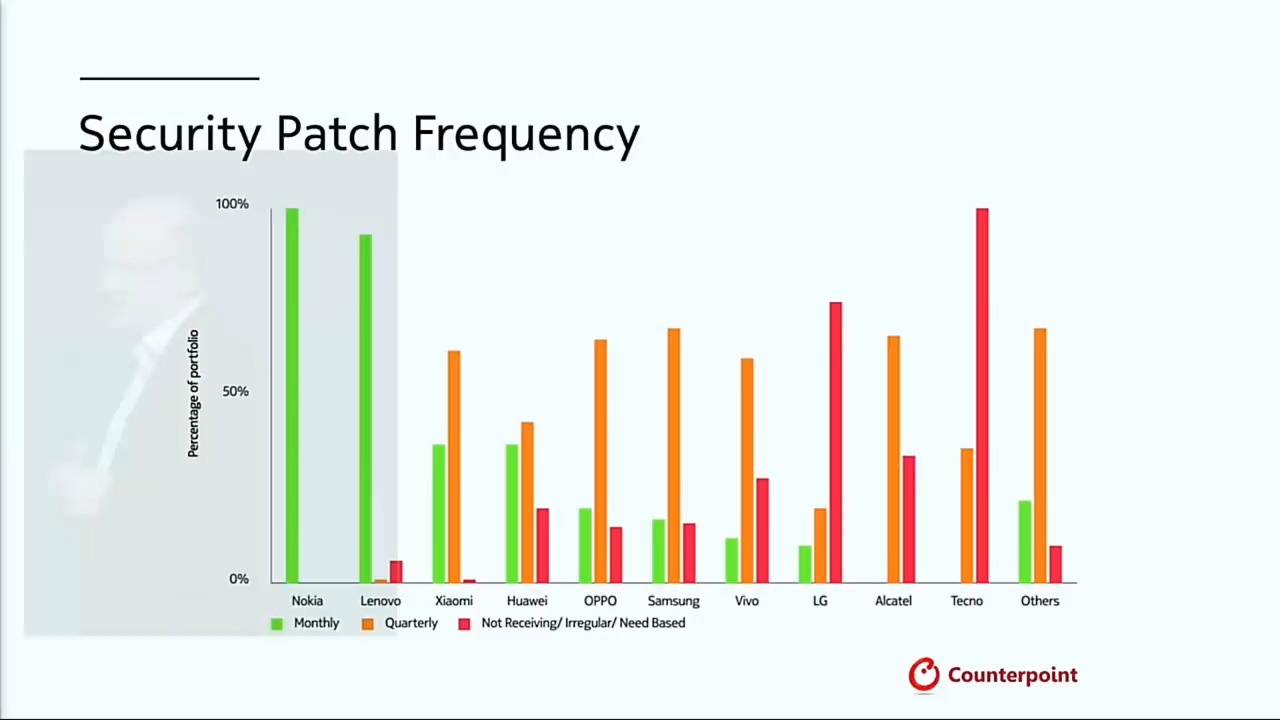 Security Patch Frequency
100%
50%
0%
Percentage of portfolio
Nokia Lenovo Xiaomi Huawei OPPO Samsung Vivo LG Alcatel Tecno Others
Monthly Quarterly Not Receiving/ Irregular/ Need Based
Counterpoint